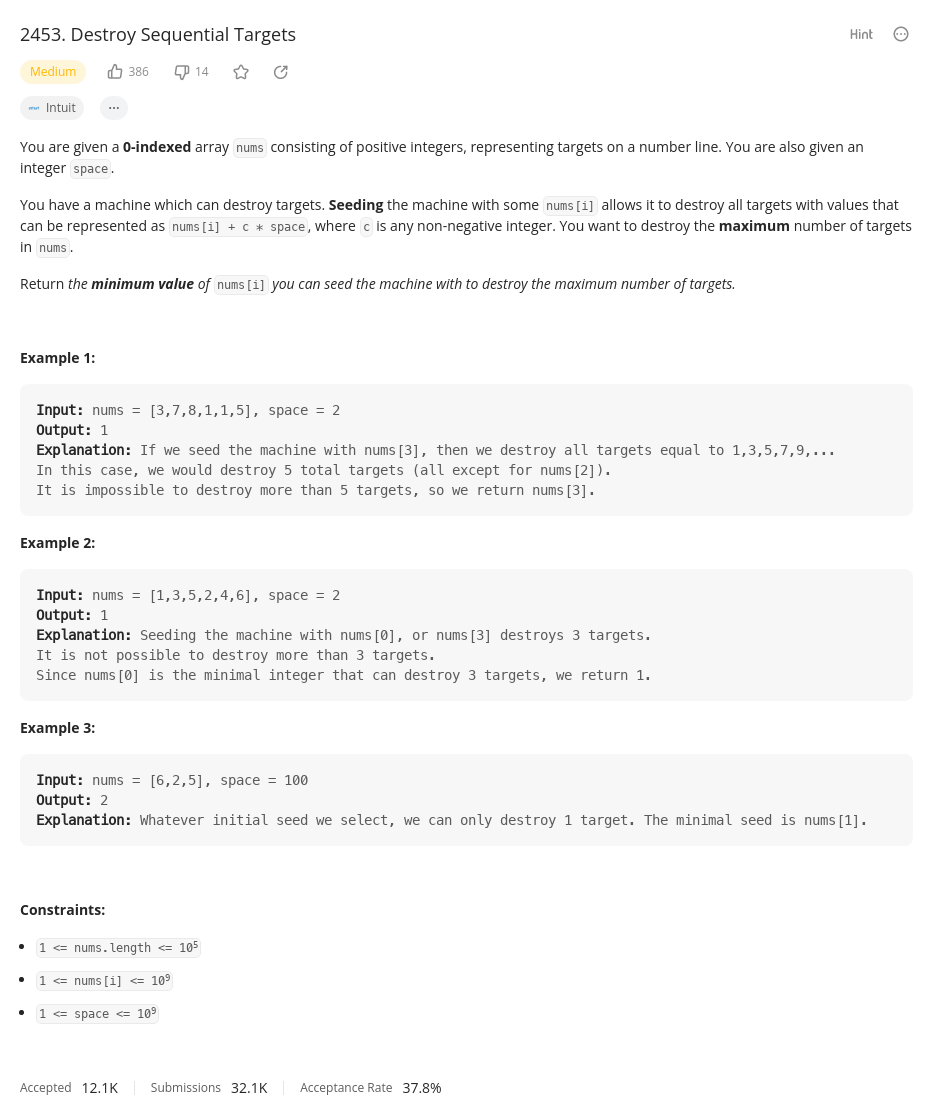 2453. Destroy Sequential Targets
Hint
Medium 386 14
Intuit ...
You are given a 0-indexed array nums consisting of positive integers, representing targets on a number line. You are also given an
integer space.
You have a machine which can destroy targets. Seeding the machine with some nums[i] allows it to destroy all targets with values that
can be represented as nums[i] + c * space, where c is any non-negative integer. You want to destroy the maximum number of targets
in nums.
Return the minimum value of nums[i] you can seed the machine with to destroy the maximum number of targets.
Example 1:
Input: nums = [3,7,8,1,1,5], space = 2
Output: 1
Explanation: If we seed the machine with nums[3], then we destroy all targets equal to 1,3,5,7,9,...
In this case, we would destroy 5 total targets (all except for nums[2]).
It is impossible to destroy more than 5 targets, so we return nums[3].
Example 2:
Input: nums = [1,3,5,2,4,6], space = 2
Output: 1
Explanation: Seeding the machine with nums[0], or nums[3] destroys 3 targets.
It is not possible to destroy more than 3 targets.
Since nums[0] is the minimal integer that can destroy 3 targets, we return 1.
Example 3:
Input: nums = [6,2,5], space = 100
Output: 2
Explanation: Whatever initial seed we select, we can only destroy 1 target. The minimal seed is nums[1].
Constraints:
• 1 <= nums.length <= 10⁵
• 1 <= nums[i] <= 10⁹
• 1 <= space <= 10⁹
Accepted 12.1K Submissions 32.1K Acceptance Rate 37.8%